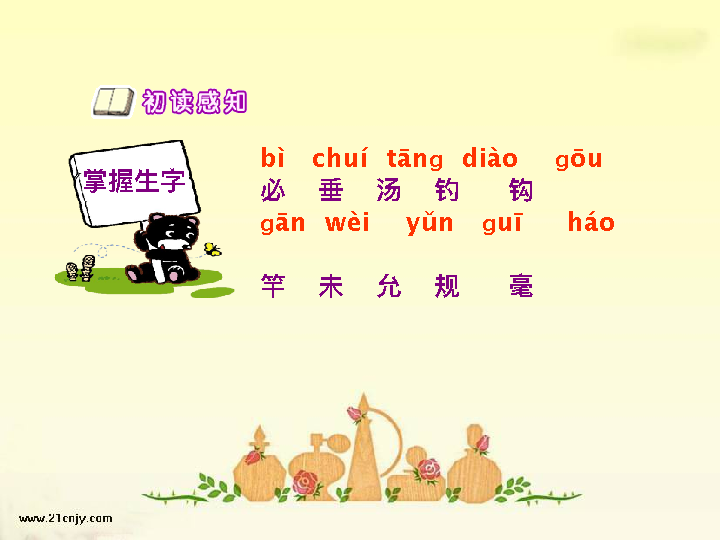 初读感知
掌握生字
bì chuí tāng diào gōu
必 垂 汤 钓 钩
gān wèi yǔn guī háo
竿 未 允 规 毫
www.21cnjy.com